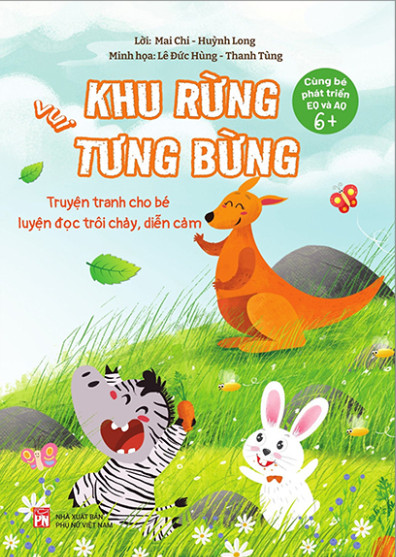 Lời: Mai Chi - Huỳnh Long
Minh họa: Lê Đức Hùng - Thanh Tùng
Cùng bé
phát triển
EQ và AQ
6+
KHU RỪNG
vui
TƯNG BỪNG
Truyện tranh cho bé
luyện đọc trôi chảy, diễn cảm
PN
NHÀ XUẤT BẢN
PHỤ NỮ VIỆT NAM